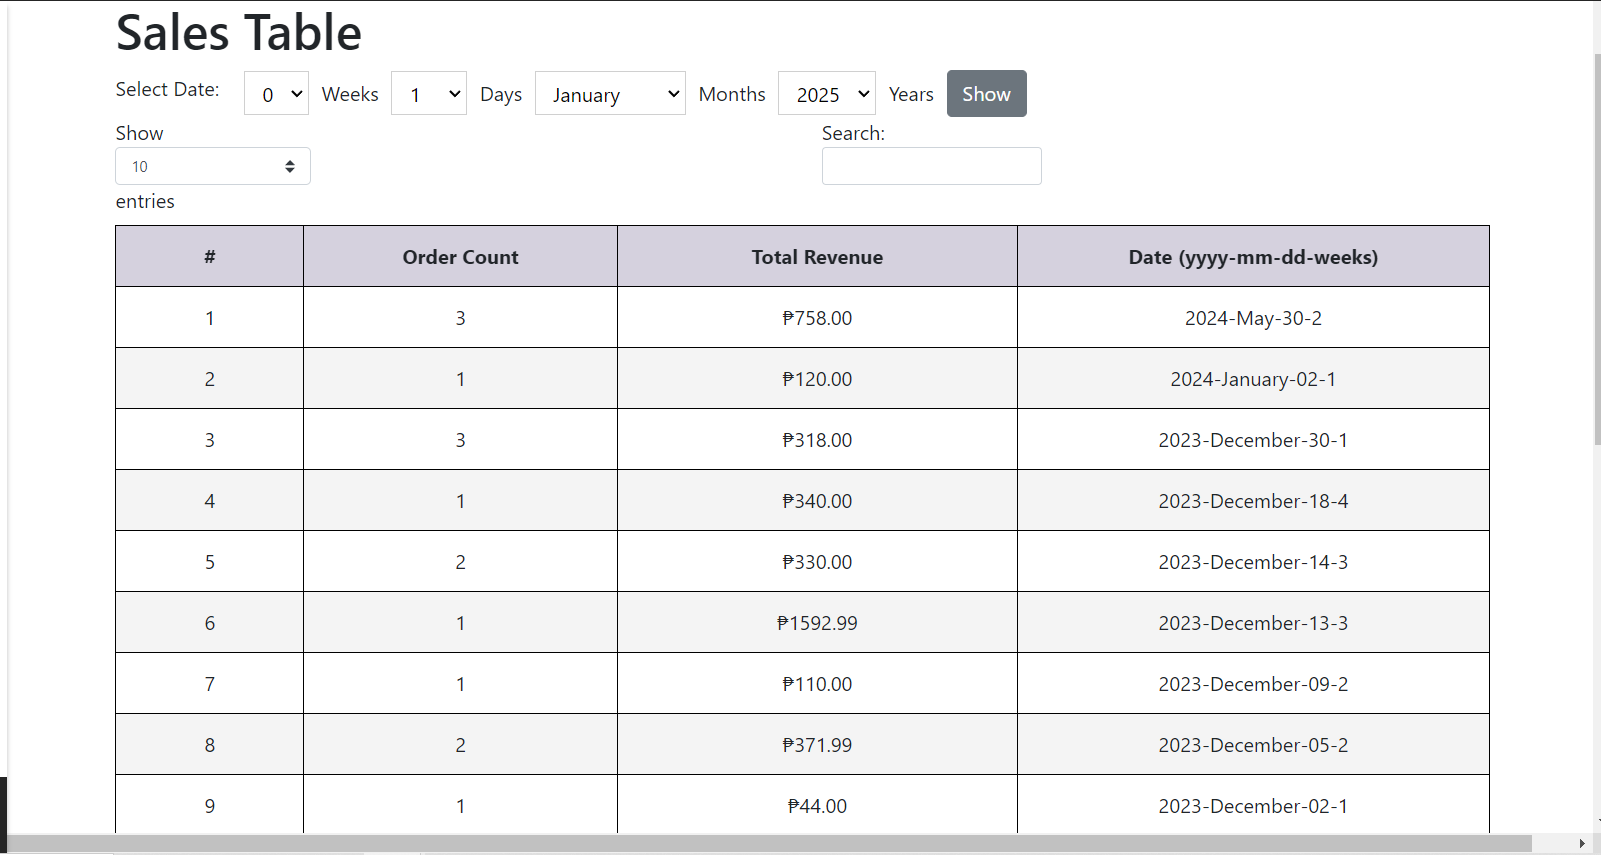 Sales Table
Select Date: 0 Weeks 1 Days January Months 2025 Years Show
Show Search:
10
entries
# Order Count Total Revenue Date (yyyy-mm-dd-weeks)
1 3 ₱758.00 2024-May-30-2
2 1 ₱120.00 2024-January-02-1
3 3 ₱318.00 2023-December-30-1
4 1 ₱340.00 2023-December-18-4
5 2 ₱330.00 2023-December-14-3
6 1 ₱1592.99 2023-December-13-3
7 1 ₱110.00 2023-December-09-2
8 2 ₱371.99 2023-December-05-2
9 1 ₱44.00 2023-December-02-1